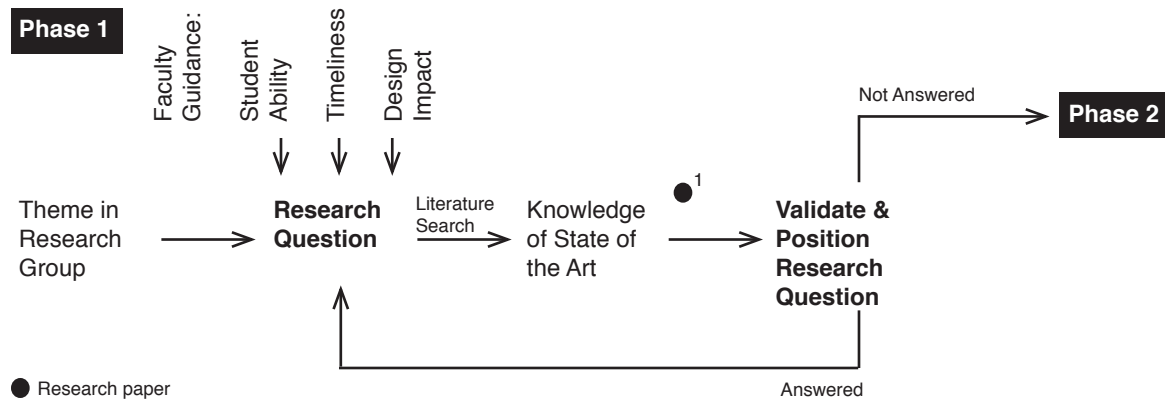 Phase 1
Faculty
Guidance:
Student
Ability
Timeliness
Design
Impact
Not Answered
Phase 2
Theme in
Research
Group
Research
Question
Literature
Search
Knowledge
of State of
the Art
1
Validate &
Position
Research
Question
Answered
Research paper